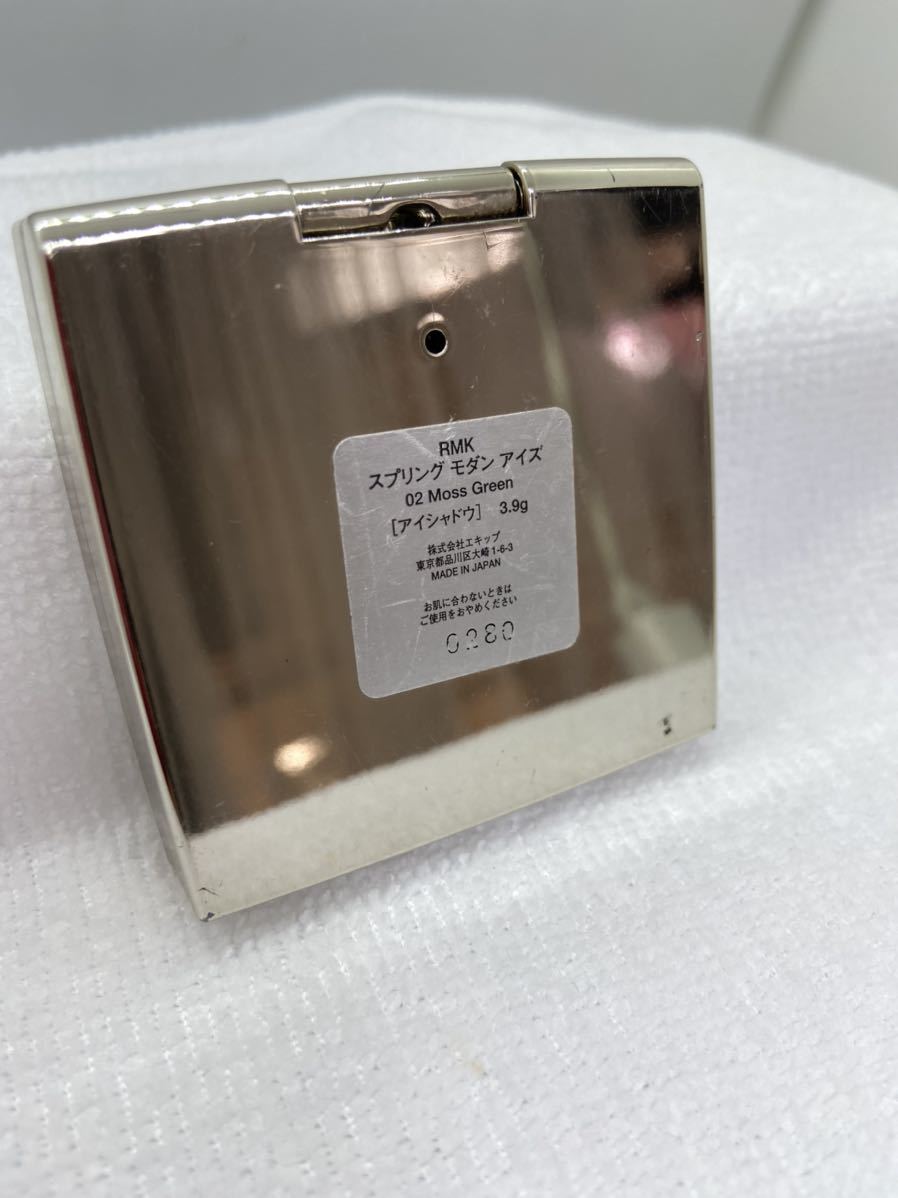 RMK
スプリング モダン アイズ
02 Moss Green
[アイシャドウ] 3.9g
株式会社エキップ
東京都品川区大崎1-6-3
MADE IN JAPAN
お肌に合わないときは
ご使用をおやめください
0280